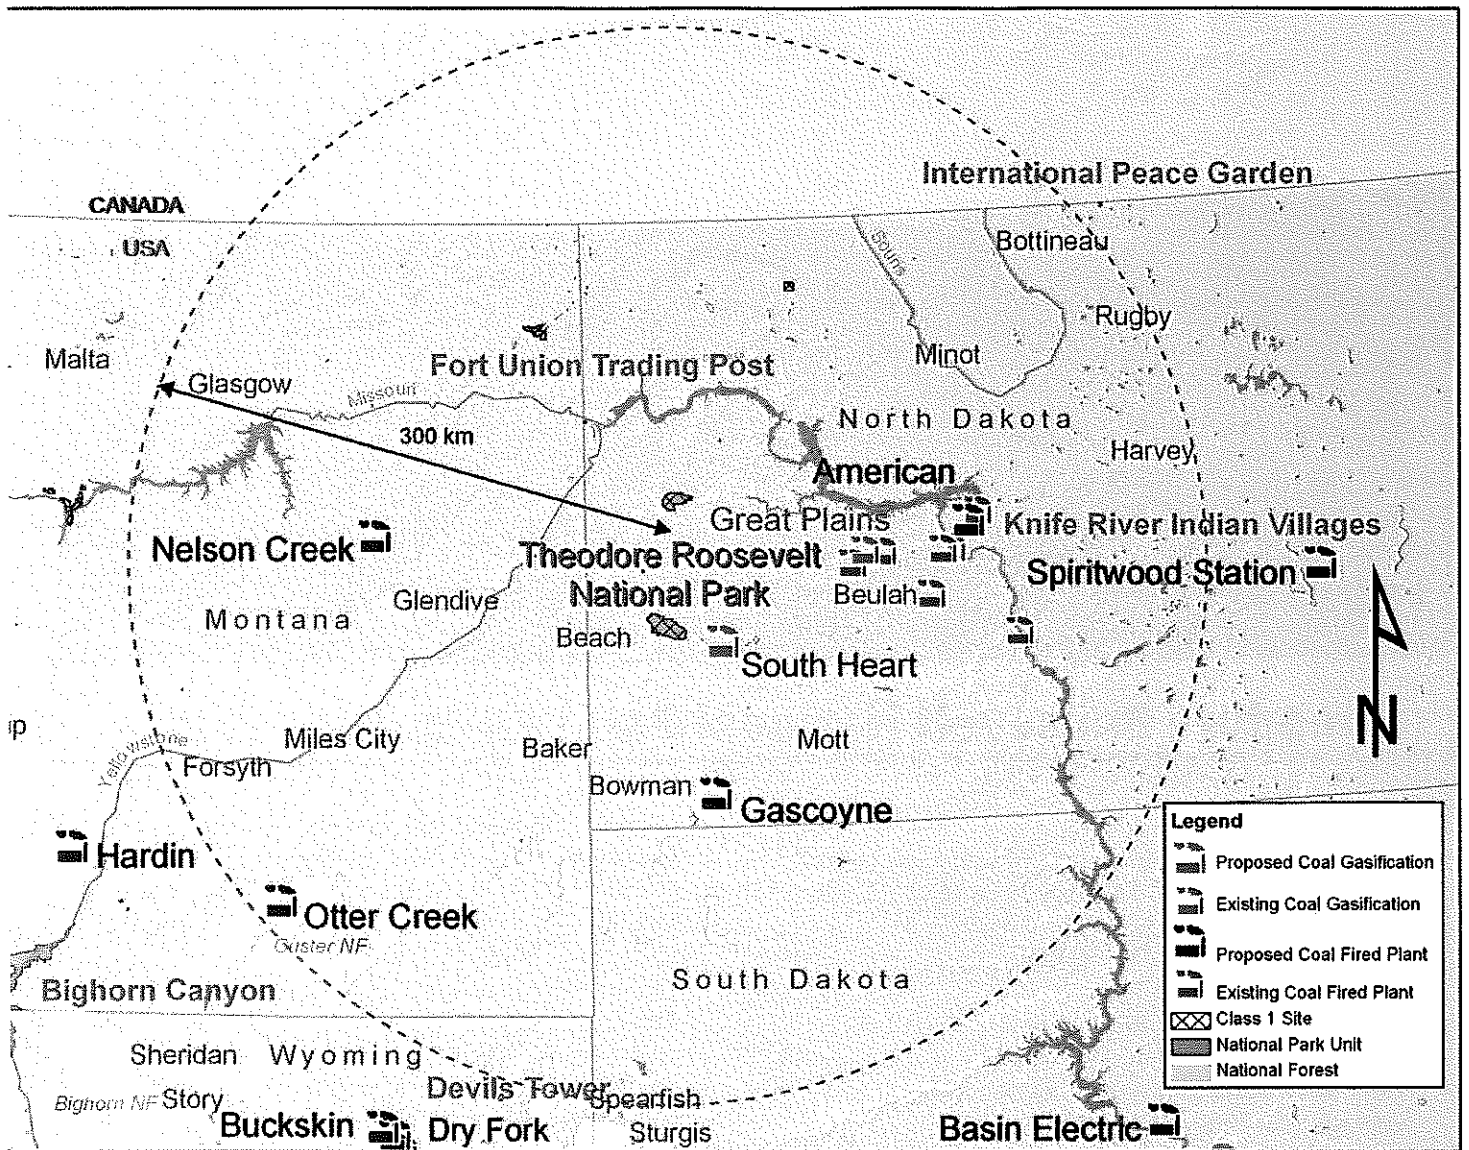 International Peace Garden
CANADA
USA
Souris
Bottineau
Rugby
Malta
Minot
Fort Union Trading Post
Glasgow
Missouri
North Dakota
300 km
Harvey
American
Great Plains
Knife River Indian Villages
Nelson Creek
Theodore Roosevelt
National Park
Spiritwood Station
Beulah
Glendive
Montana
Beach
South Heart
N
Yellowstone
Miles City
Baker
Mott
Forsyth
Bowman
Gascoyne
Hardin
Otter Creek
Custer NF
South Dakota
Bighorn Canyon
Sheridan
Wyoming
Devils Tower
Bighorn NF
Story
Spearfish
Buckskin
Dry Fork
Sturgis
Basin Electric
Legend
Proposed Coal Gasification
Existing Coal Gasification
Proposed Coal Fired Plant
Existing Coal Fired Plant
Class 1 Site
National Park Unit
National Forest